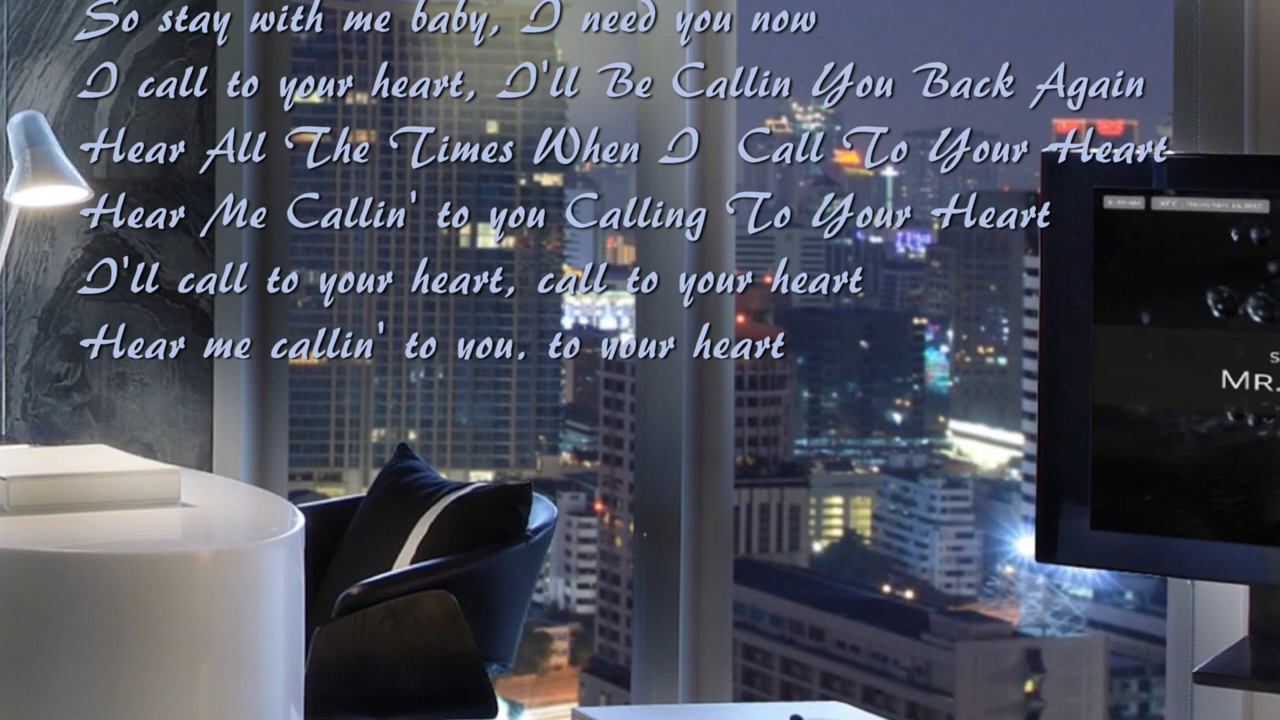 So stay with me baby, I need you now
I call to your heart, I'll Be Callin You Back Again
Hear All The Times When I Call To Your Heart
Hear Me Callin' to you Calling To Your Heart
I'll call to your heart, call to your heart
Hear me callin' to you, to your heart
MR.